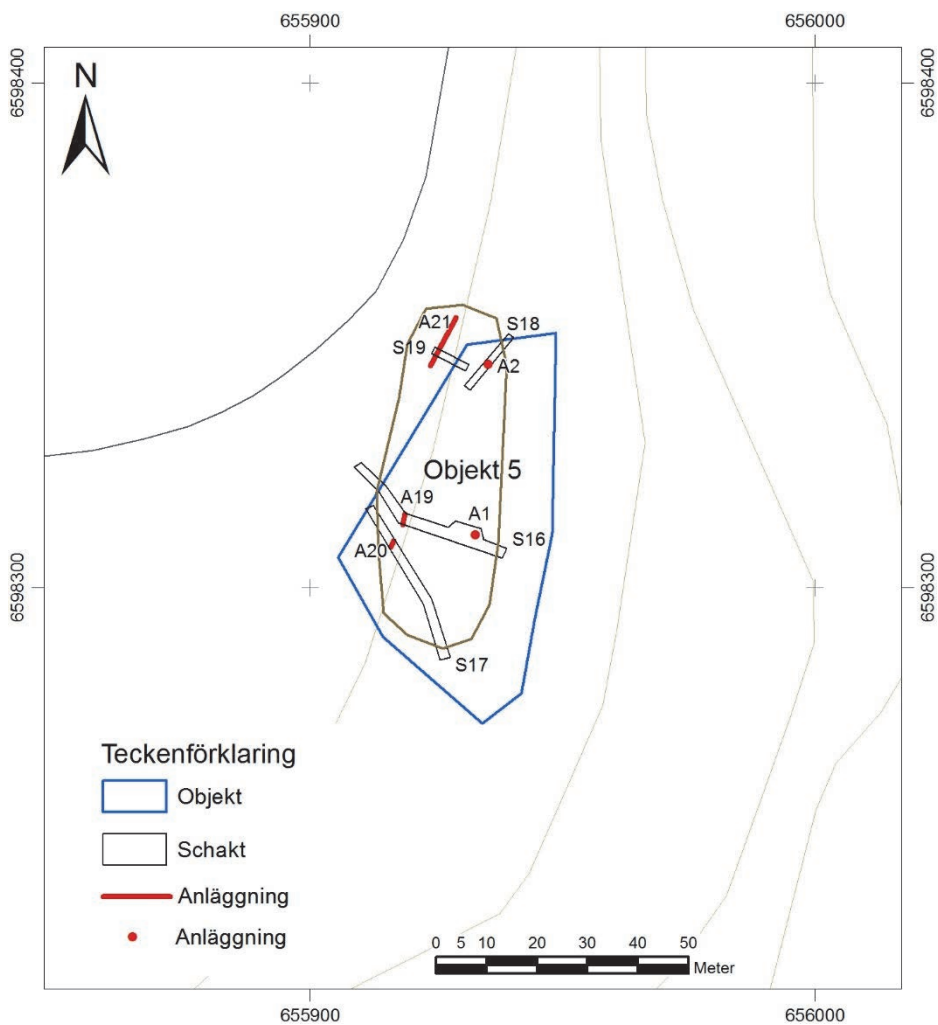 655900
656000
6598400
6598400
N
A21
S18
S19
A2
Objekt 5
A19
A1
S16
A20
6598300
6598300
S17
Teckenförklaring
Objekt
Schakt
Anläggning
Anläggning
0 5 10 20 30 40 50
Meter
655900
656000